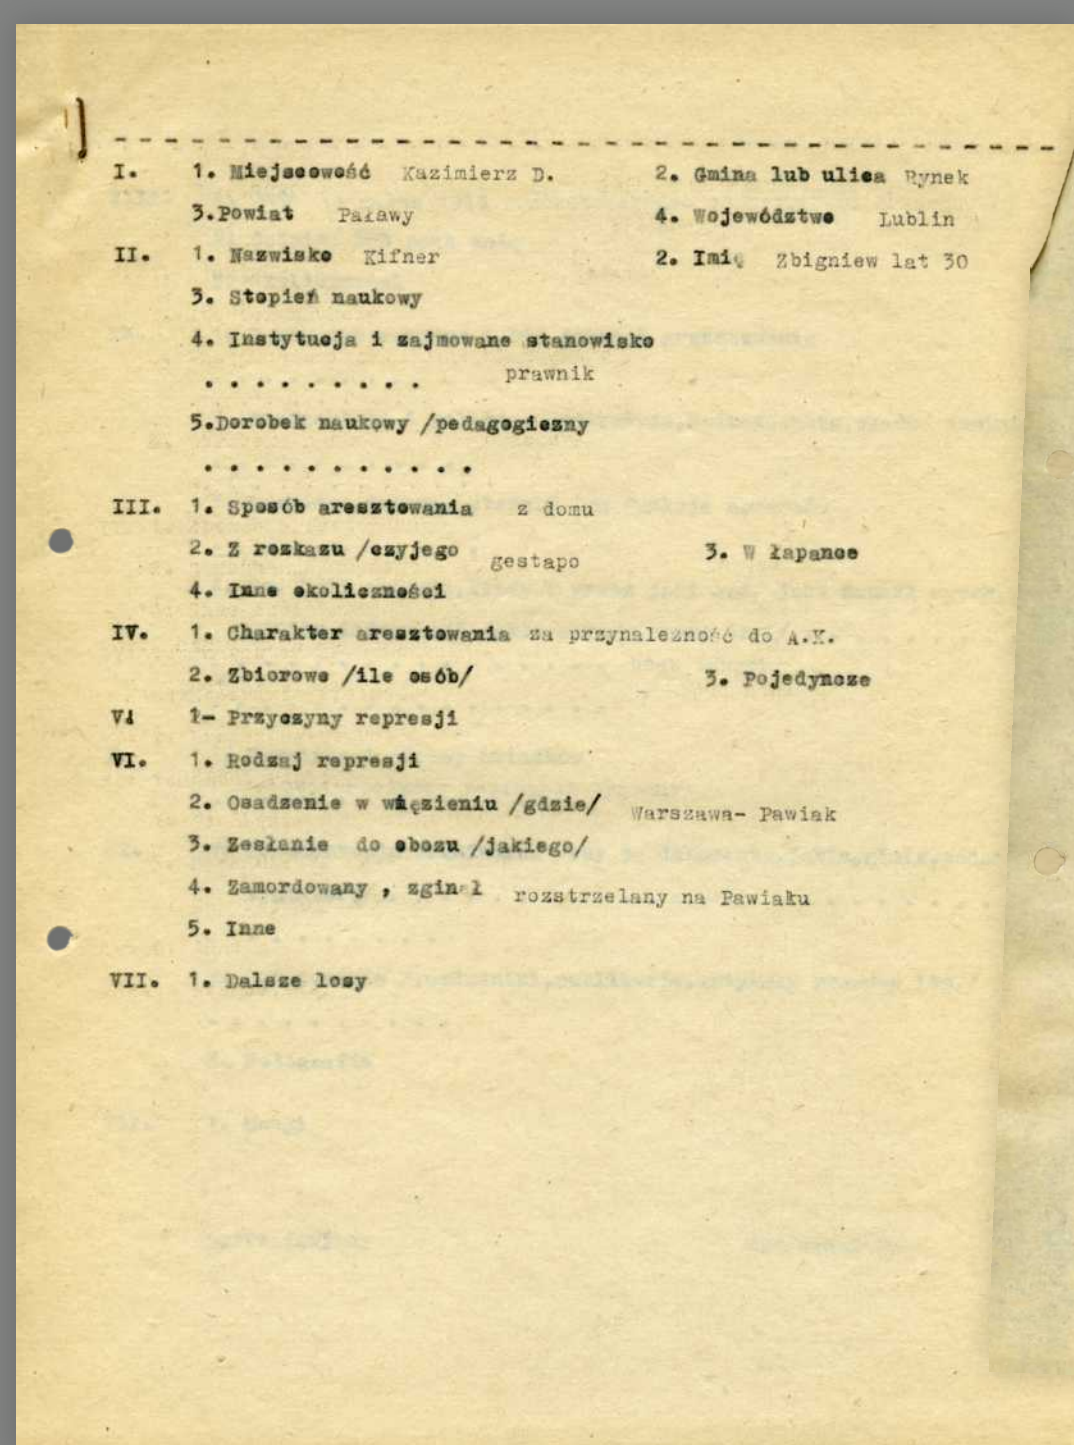 I. 1. Miejscowość Kazimierz D. 2. Gmina lub ulica Rynek
3.Powiat Paławy 4. Województwo Lublin
II. 1. Nazwisko Kifner 2. Imię Zbigniew lat 30
3. Stopień naukowy
4. Instytucja i zajmowane stanowisko
. . . . . . . . . prawnik
5.Dorobek naukowy /pedagogiczny
. . . . . . . . . . .
III. 1. Sposób aresztowania z domu
2. Z rozkazu /czyjego gestapo 3. W łapance
4. Inne okoliczności
IV. 1. Charakter aresztowania za przynależność do A.K.
2. Zbiorowe /ile osób/ 3. Pojedyncze
V. 1- Przyczyny represji
VI. 1. Rodzaj represji
2. Osadzenie w więzieniu /gdzie/ Warszawa- Pawiak
3. Zesłanie do obozu /jakiego/
4. Zamordowany , zginął rozstrzelany na Pawiaku
5. Inne
VII. 1. Dalsze losy